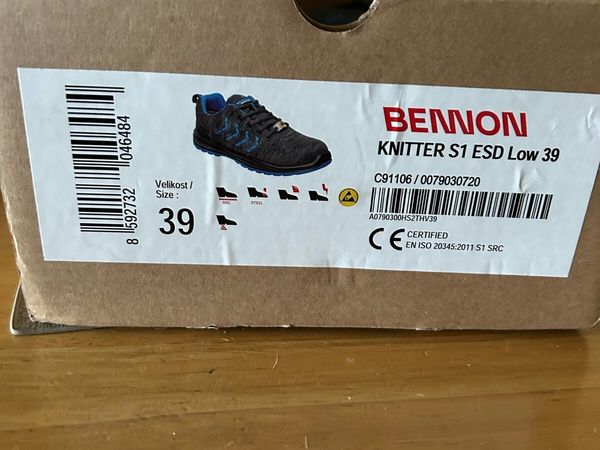 8 592732 046484
Velikost /
Size :
39
SRC
STEEL
BENNON
KNITTER S1 ESD Low 39
C91106 / 0079030720
A0790300HS2THV39
CE CERTIFIED
EN ISO 20345:2011 S1 SRC